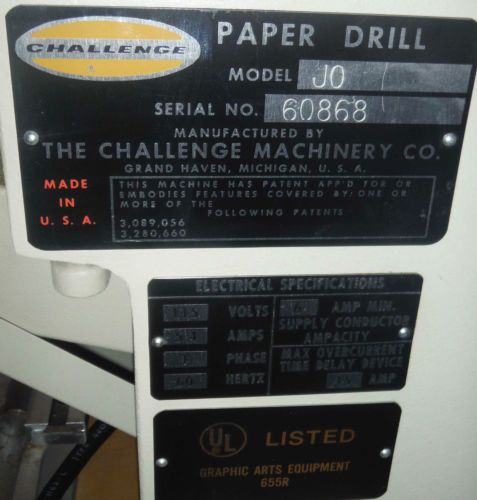 CHALLENGE
PAPER DRILL
MODEL JO
SERIAL NO. 60868
MANUFACTURED BY
THE CHALLENGE MACHINERY CO.
GRAND HAVEN, MICHIGAN, U. S. A.
MADE
IN
U. S. A.
THIS MACHINE HAS PATENT APP'D FOR OR
EMBODIES FEATURES COVERED BY: ONE OR
MORE OF THE
FOLLOWING PATENTS
3,089,056
3,280,660
ELECTRICAL SPECIFICATIONS
115 VOLTS
AMPS
1 PHASE
60 HERTZ
AMP MIN.
SUPPLY CONDUCTOR
AMPACITY
MAX OVERCURRENT
TIME DELAY DEVICE
AMP
UL LISTED
GRAPHIC ARTS EQUIPMENT
655R